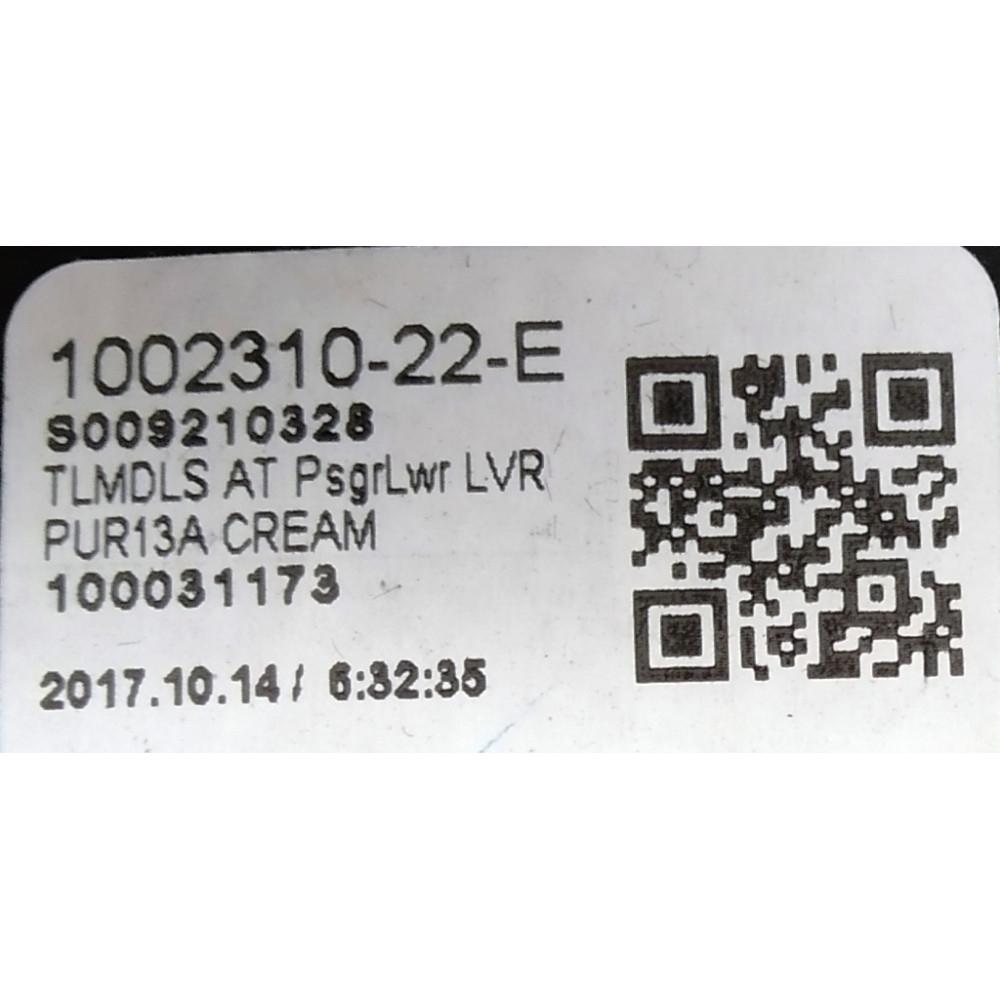 1002310-22-E
S009210328
TLMDLS AT PsgrLwr LVR
PUR13A CREAM
100031173
2017.10.14 / 6:32:35